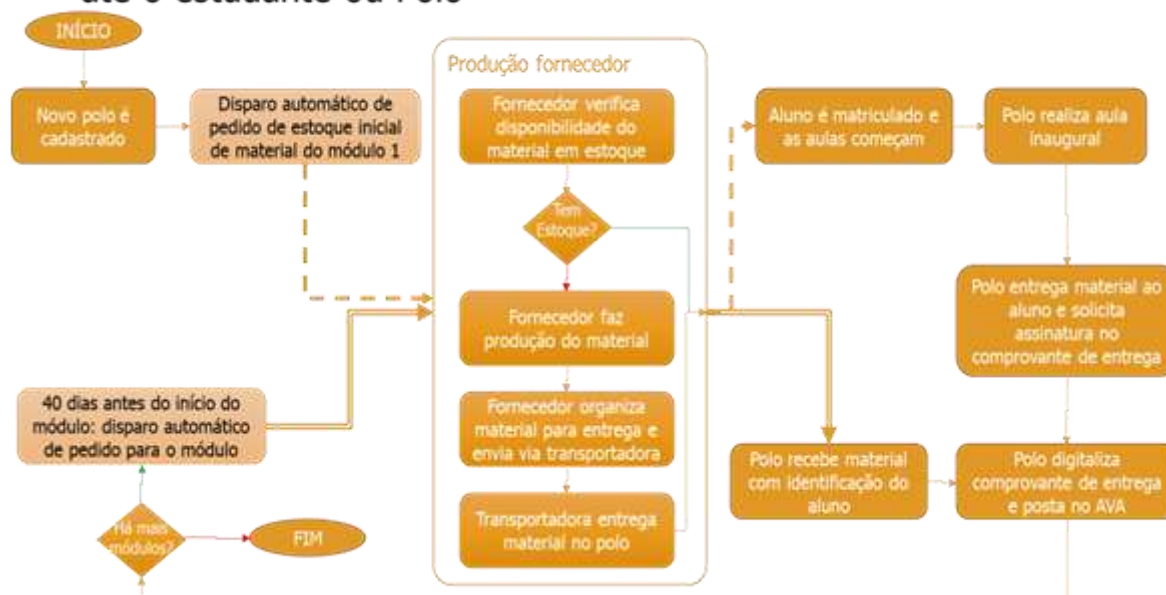 até o estudante ou Polo
INÍCIO
Novo polo é
cadastrado
Disparo automático de
pedido de estoque inicial
de material do módulo 1
Produção fornecedor
Fornecedor verifica
disponibilidade do
material em estoque
Tem
Estoque?
Fornecedor faz
produção do material
Fornecedor organiza
material para entrega e
envia via transportadora
Transportadora entrega
material no polo
Aluno é matriculado e
as aulas começam
Polo realiza aula
inaugural
Polo entrega material ao
aluno e solicita
assinatura no
comprovante de entrega
Polo recebe material
com identificação do
aluno
Polo digitaliza
comprovante de entrega
e posta no AVA
40 dias antes do início do
módulo: disparo automático
de pedido para o módulo
Há mais
módulos?
FIM